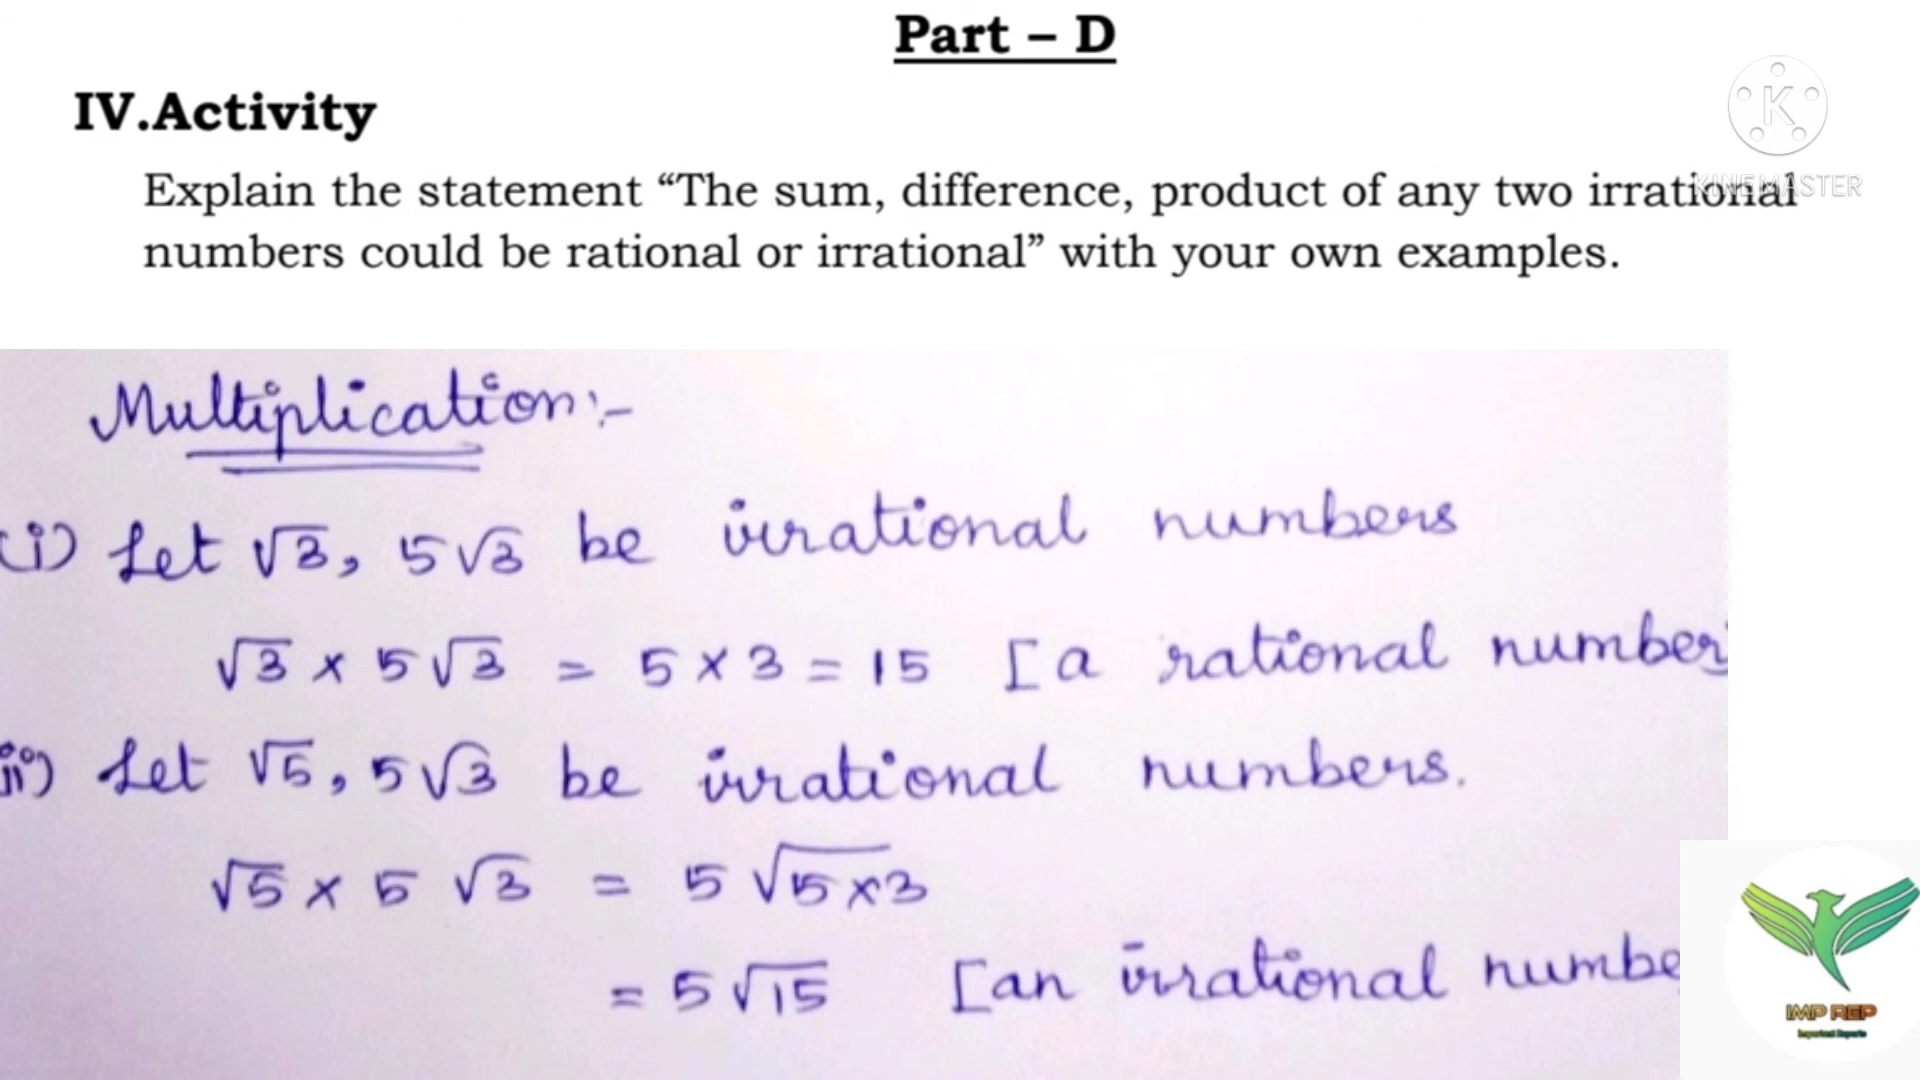 Part – D
IV.Activity
K
KINEMASTER
Explain the statement “The sum, difference, product of any two irrational
numbers could be rational or irrational” with your own examples.
Multiplication:-
(i) Let √3, 5√3 be irrational numbers
√3 × 5√3 = 5 × 3 = 15 [a rational number]
ii) Let √5, 5√3 be irrational numbers.
√5 × 5 √3 = 5 √5×3
= 5 √15 [an irrational numbe
IMP REP
Important Reports